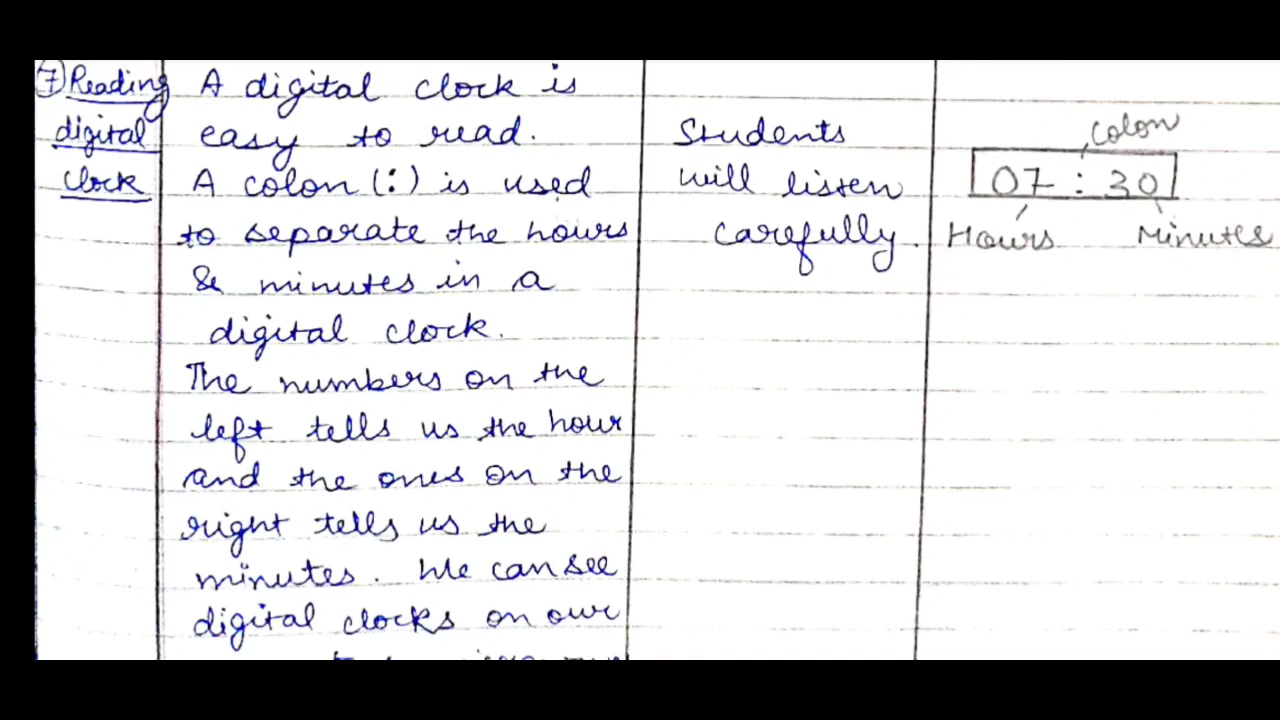 7 Reading
digital
clock
A digital clock is
easy to read.
A colon (:) is used
to separate the hours
& minutes in a
digital clock.
The numbers on the
left tells us the hour
and the ones on the
right tells us the
minutes. We can see
digital clocks on our
Students
will listen
carefully.
colon
07 : 30
Hours Minutes